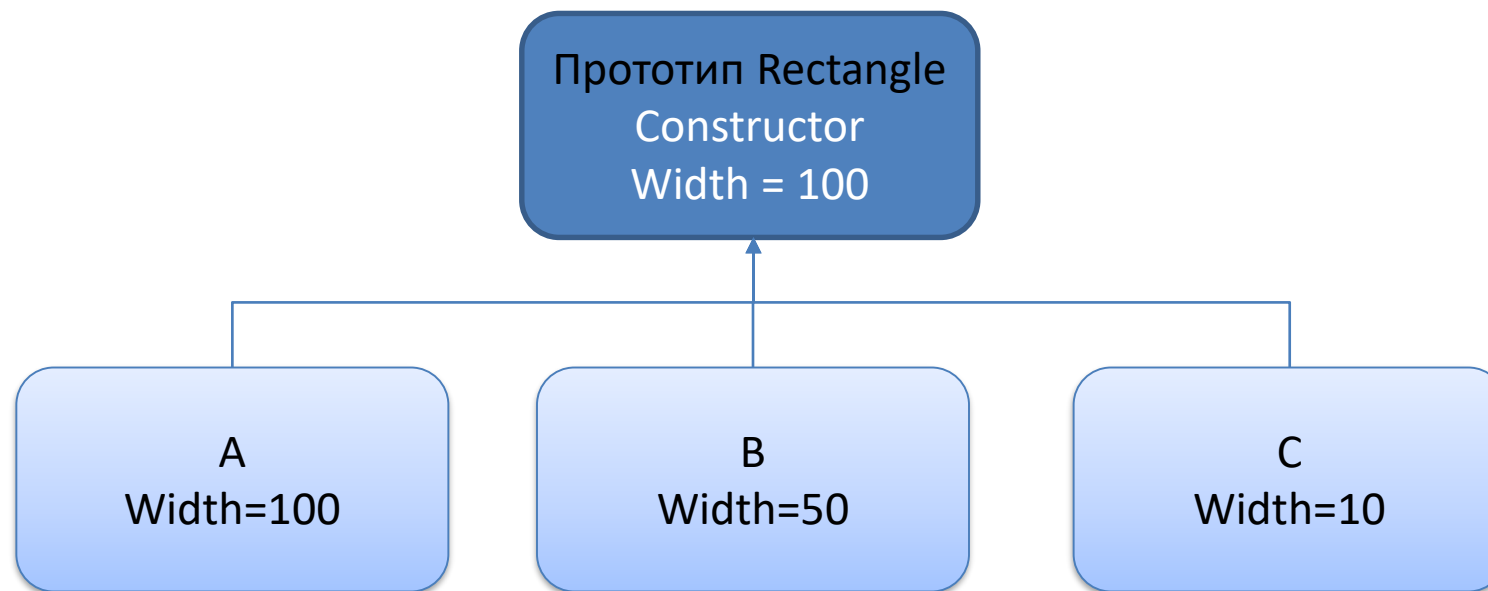 Прототип Rectangle
Constructor
Width = 100
A
Width=100
B
Width=50
C
Width=10